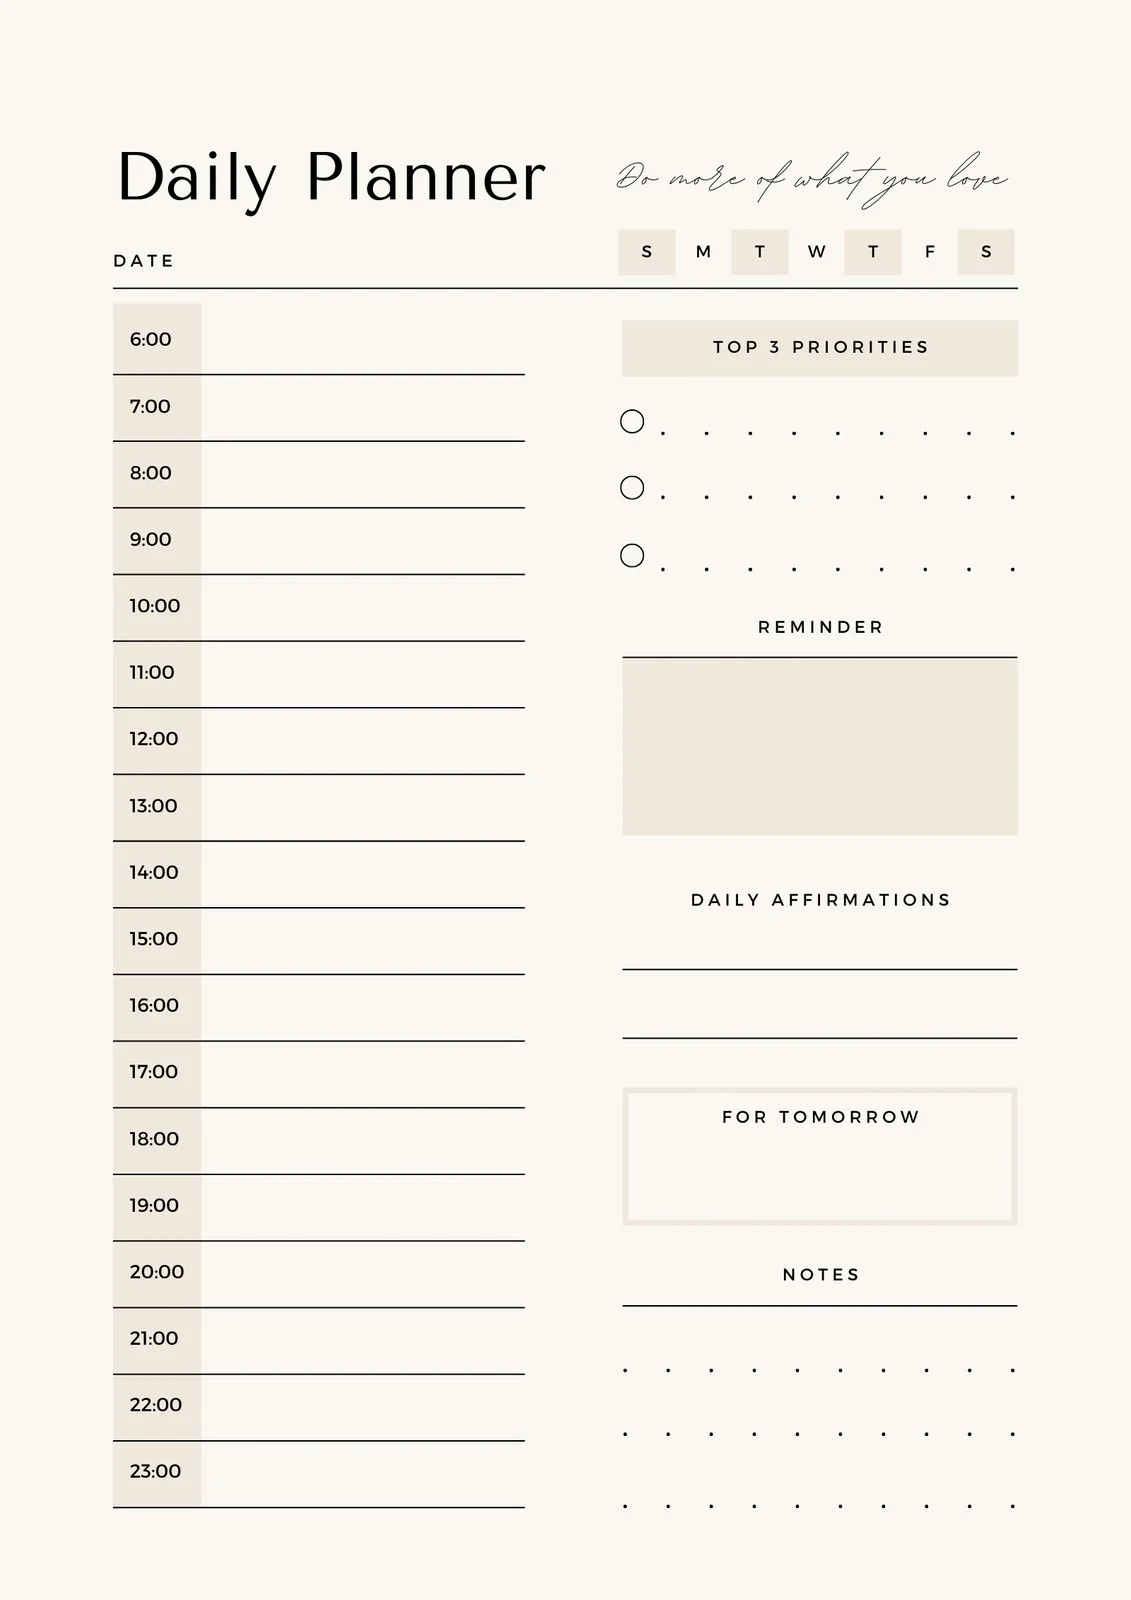 Daily Planner
Do more of what you love
DATE
S M T W T F S
6:00
7:00
8:00
9:00
10:00
11:00
12:00
13:00
14:00
15:00
16:00
17:00
18:00
19:00
20:00
21:00
22:00
23:00
TOP 3 PRIORITIES
REMINDER
DAILY AFFIRMATIONS
FOR TOMORROW
NOTES